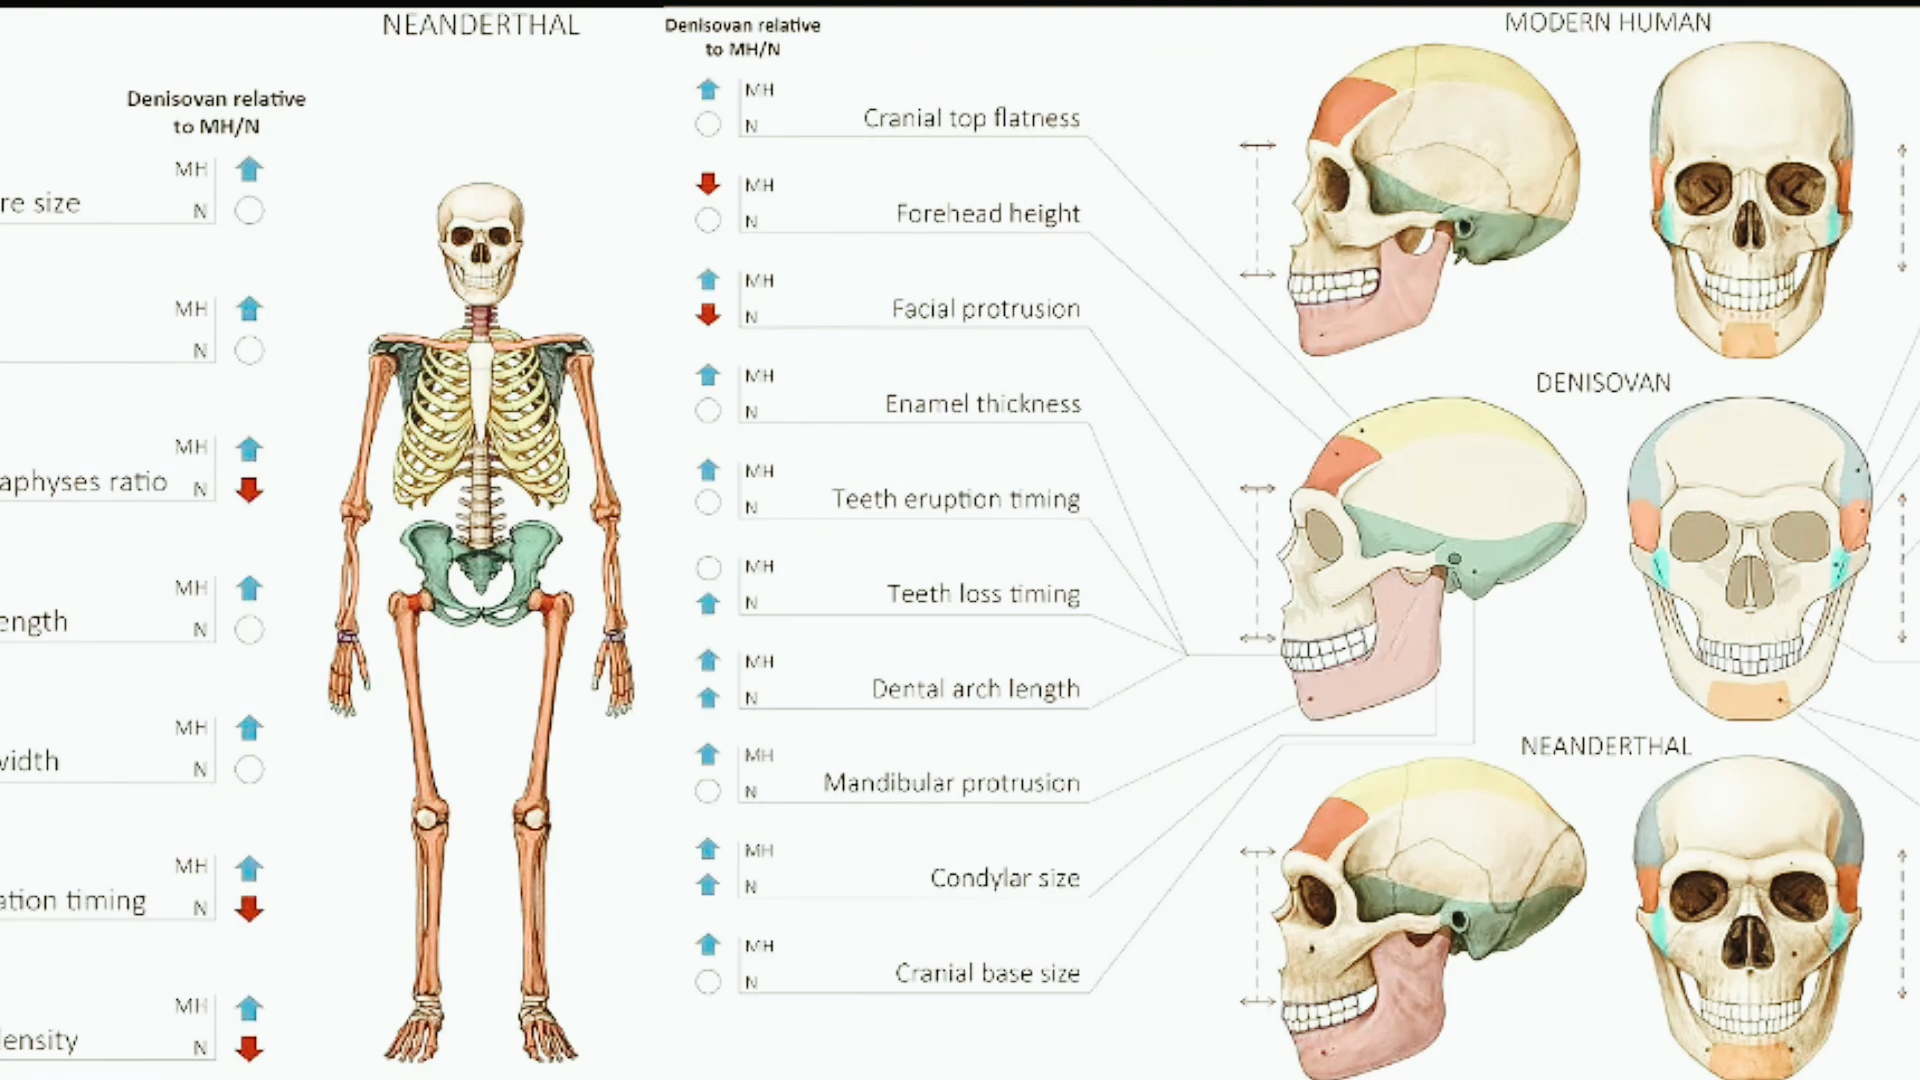 NEANDERTHAL
Denisovan relative
to MH/N
MH
re size
N
MH
N
MH
aphyses ratio
N
MH
ength
N
MH
width
N
MH
ation timing
N
MH
density
N
Denisovan relative
to MH/N
MH
Cranial top flatness
N
MH
Forehead height
N
MH
Facial protrusion
N
MH
Enamel thickness
N
MH
Teeth eruption timing
N
MH
Teeth loss timing
N
MH
Dental arch length
N
MH
Mandibular protrusion
N
MH
Condylar size
N
MH
Cranial base size
N
MODERN HUMAN
DENISOVAN
NEANDERTHAL